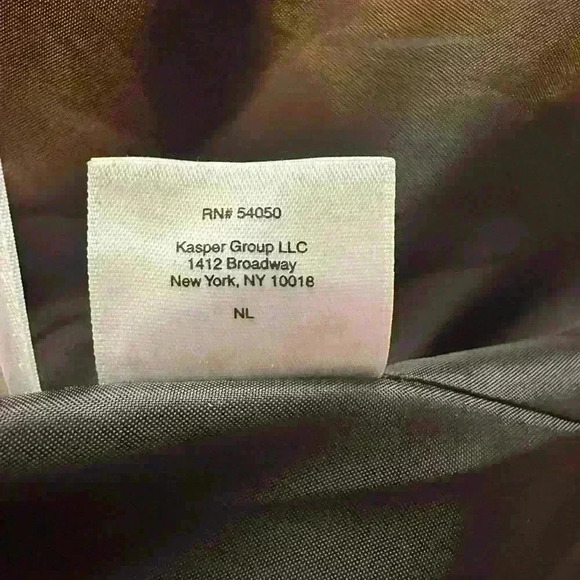 RN# 54050
Kasper Group LLC
1412 Broadway
New York, NY 10018
NL